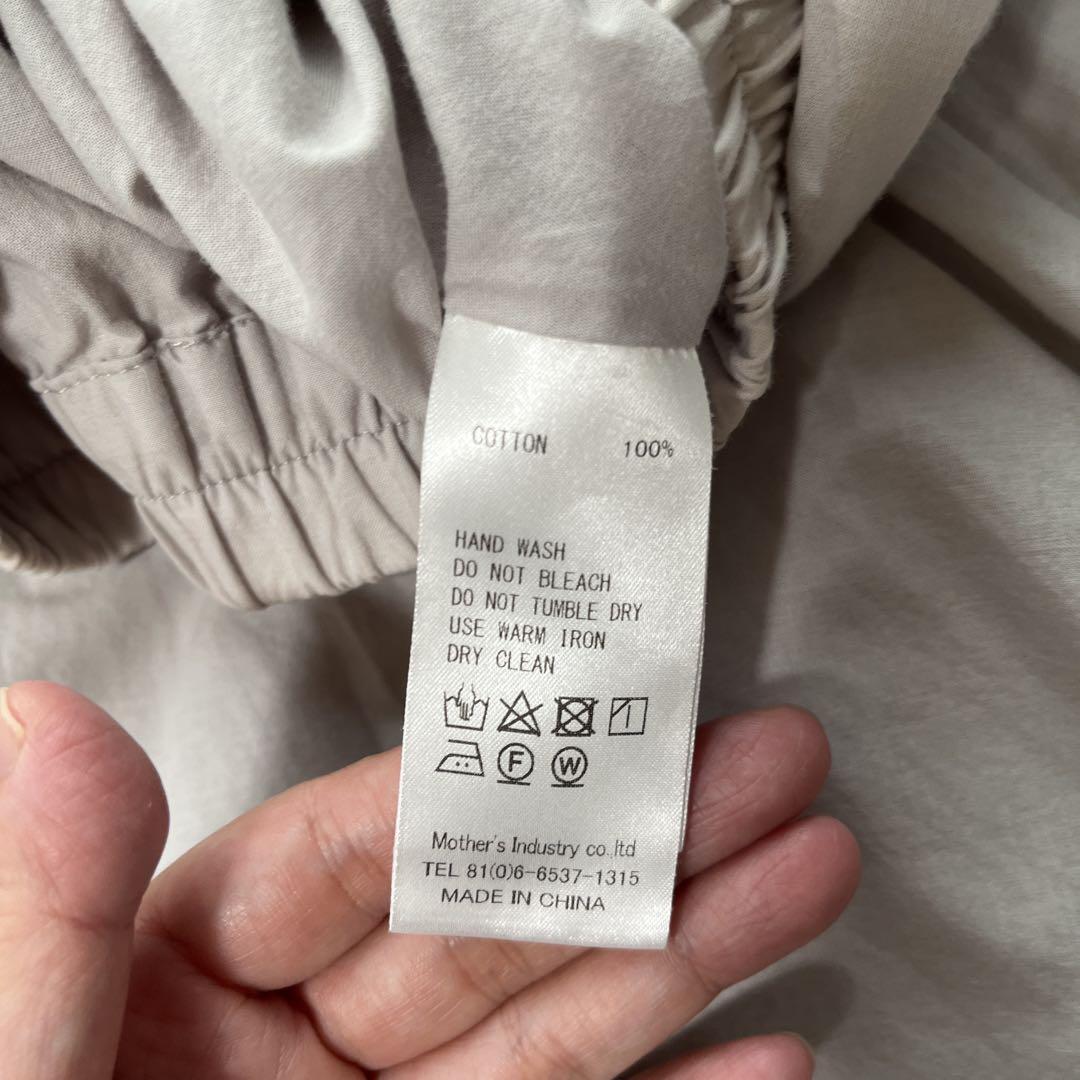 COTTON 100%
HAND WASH
DO NOT BLEACH
DO NOT TUMBLE DRY
USE WARM IRON
DRY CLEAN
F W
Mother's Industry co.,ltd
TEL 81(0)6-6537-1315
MADE IN CHINA